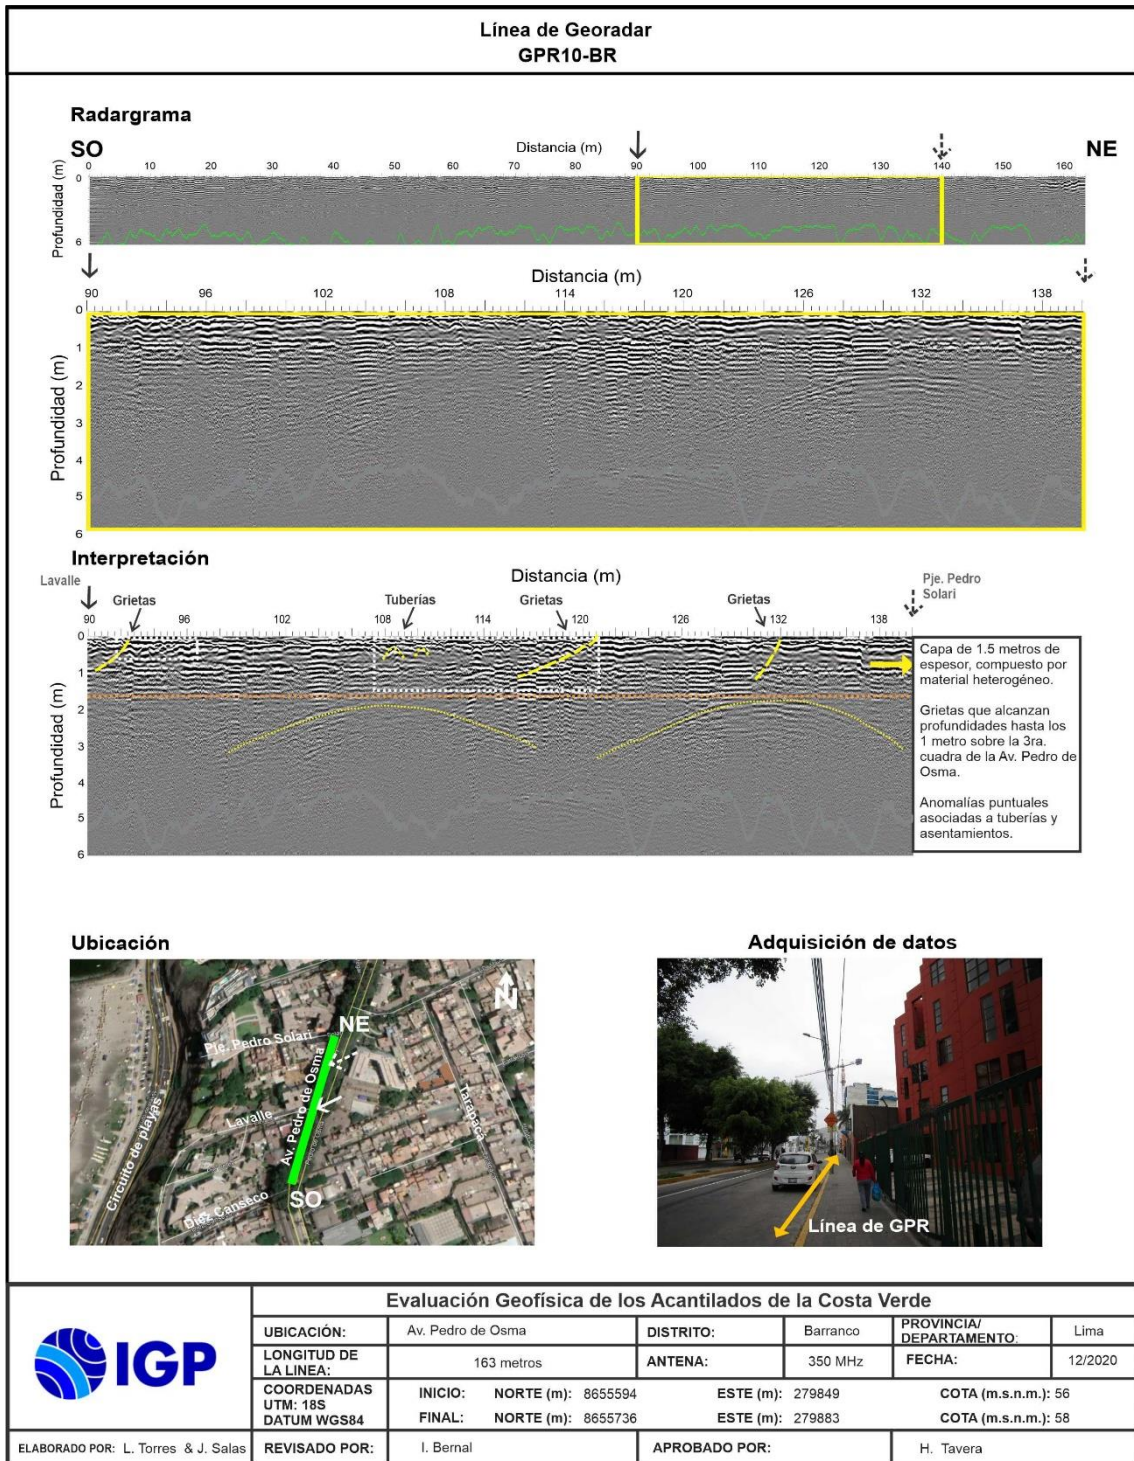 Línea de Georadar
GPR10-BR
Radargrama
SO
Distancia (m)
NE
0 10 20 30 40 50 60 70 80 90 100 110 120 130 140 150 160
Profundidad (m)
0
6
Distancia (m)
90 96 102 108 114 120 126 132 138
Profundidad (m)
0
1
2
3
4
5
6
Interpretación
Lavalle
Distancia (m)
Pje. Pedro
Solari
Grietas
Tuberías
Grietas
Grietas
90 96 102 108 114 120 126 132 138
Profundidad (m)
0
1
2
3
4
5
6
Capa de 1.5 metros de
espesor, compuesto por
material heterogéneo.
Grietas que alcanzan
profundidades hasta los
1 metro sobre la 3ra.
cuadra de la Av. Pedro de
Osma.
Anomalías puntuales
asociadas a tuberías y
asentamientos.
Ubicación
N
NE
Pje. Pedro Solari
Av. Pedro de Osma
Lavalle
Tarapaca
Circuito de playas
Diez Canseco
SO
Adquisición de datos
Línea de GPR
IGP
Evaluación Geofísica de los Acantilados de la Costa Verde
UBICACIÓN: Av. Pedro de Osma DISTRITO: Barranco PROVINCIA/ DEPARTAMENTO: Lima
LONGITUD DE LA LINEA: 163 metros ANTENA: 350 MHz FECHA: 12/2020
COORDENADAS
UTM: 18S
DATUM WGS84
INICIO: NORTE (m): 8655594 ESTE (m): 279849 COTA (m.s.n.m.): 56
FINAL: NORTE (m): 8655736 ESTE (m): 279883 COTA (m.s.n.m.): 58
ELABORADO POR: L. Torres & J. Salas REVISADO POR: I. Bernal APROBADO POR: H. Tavera